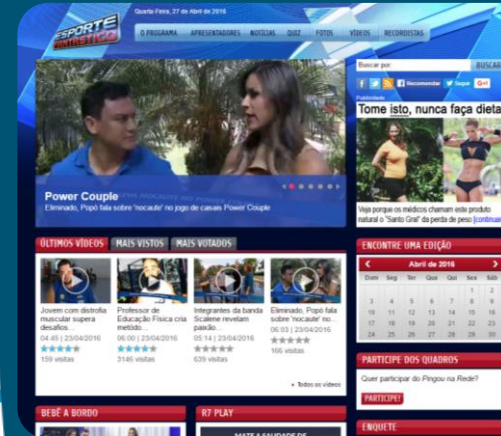 ESPORTE
FANTÁSTICO
Quarta-Feira, 27 de Abril de 2016
O PROGRAMA APRESENTADORES NOTÍCIAS QUIZ FOTOS VÍDEOS RECORDISTAS
Buscar por: BUSCAR
Recomendar Seguir G+1
Publicidade
Tome isto, nunca faça dieta
Power Couple
Eliminado, Popó fala sobre 'nocaute' no jogo de casais Power Couple
Veja porque os médicos chamam este produto
natural o "Santo Gral" da perda de peso [continuar
ÚLTIMOS VÍDEOS MAIS VISTOS MAIS VOTADOS
Jovem com distrofia
muscular supera
desafios...
04:45 | 23/04/2016
159 visitas
Professor de
Educação Física cria
método...
06:00 | 23/04/2016
3146 visitas
Integrantes da banda
Scalene revelam
paixão...
05:14 | 23/04/2016
639 visitas
Eliminado, Popó fala
sobre 'nocaute' no...
06:03 | 23/04/2016
166 visitas
Todos os vídeos
ENCONTRE UMA EDIÇÃO
Abril de 2016
Dom Seg Ter Qua Qui Sex Sáb
1 2
3 4 5 6 7 8 9
10 11 12 13 14 15 16
17 18 19 20 21 22 23
24 25 26 27 28 29 30
PARTICIPE DOS QUADROS
Quer participar do Pingou na Rede?
PARTICIPE!
BEBÊ A BORDO
R7 PLAY
MATE A SAUDADE DE
ENQUETE